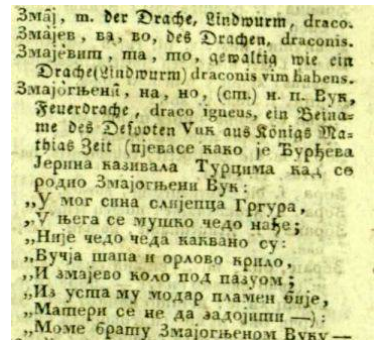 Змај, m. der Drache, Lindwurm, draco.
Змајев, ва, во, des Drachen, draconis.
Змајевит, та, то, gewaltig wie ein
Drache(Lindwurm) draconis vim habens.
Змајогњенӣ, на, но, (ст.) н. п. Вук,
Feuerdrache, draco igneus, ein Beina-
me des Despoten Vuk aus Königs Ma-
thias Zeit (пјевасе како је Ђурђева
Јерина казивала Турцима кад се
родио Змајогњени Вук:
„У мог сина слијепца Гргура,
„У њега се мушко чедо нађе;
„Није чедо чеда каквано су:
„Вучја шапа и орлово крило,
„И змајево коло под пазуом;
„Из уста му модар пламен бије,
„Матери се не да задојити —):
„Моме брату Змајогњеном Вуку —